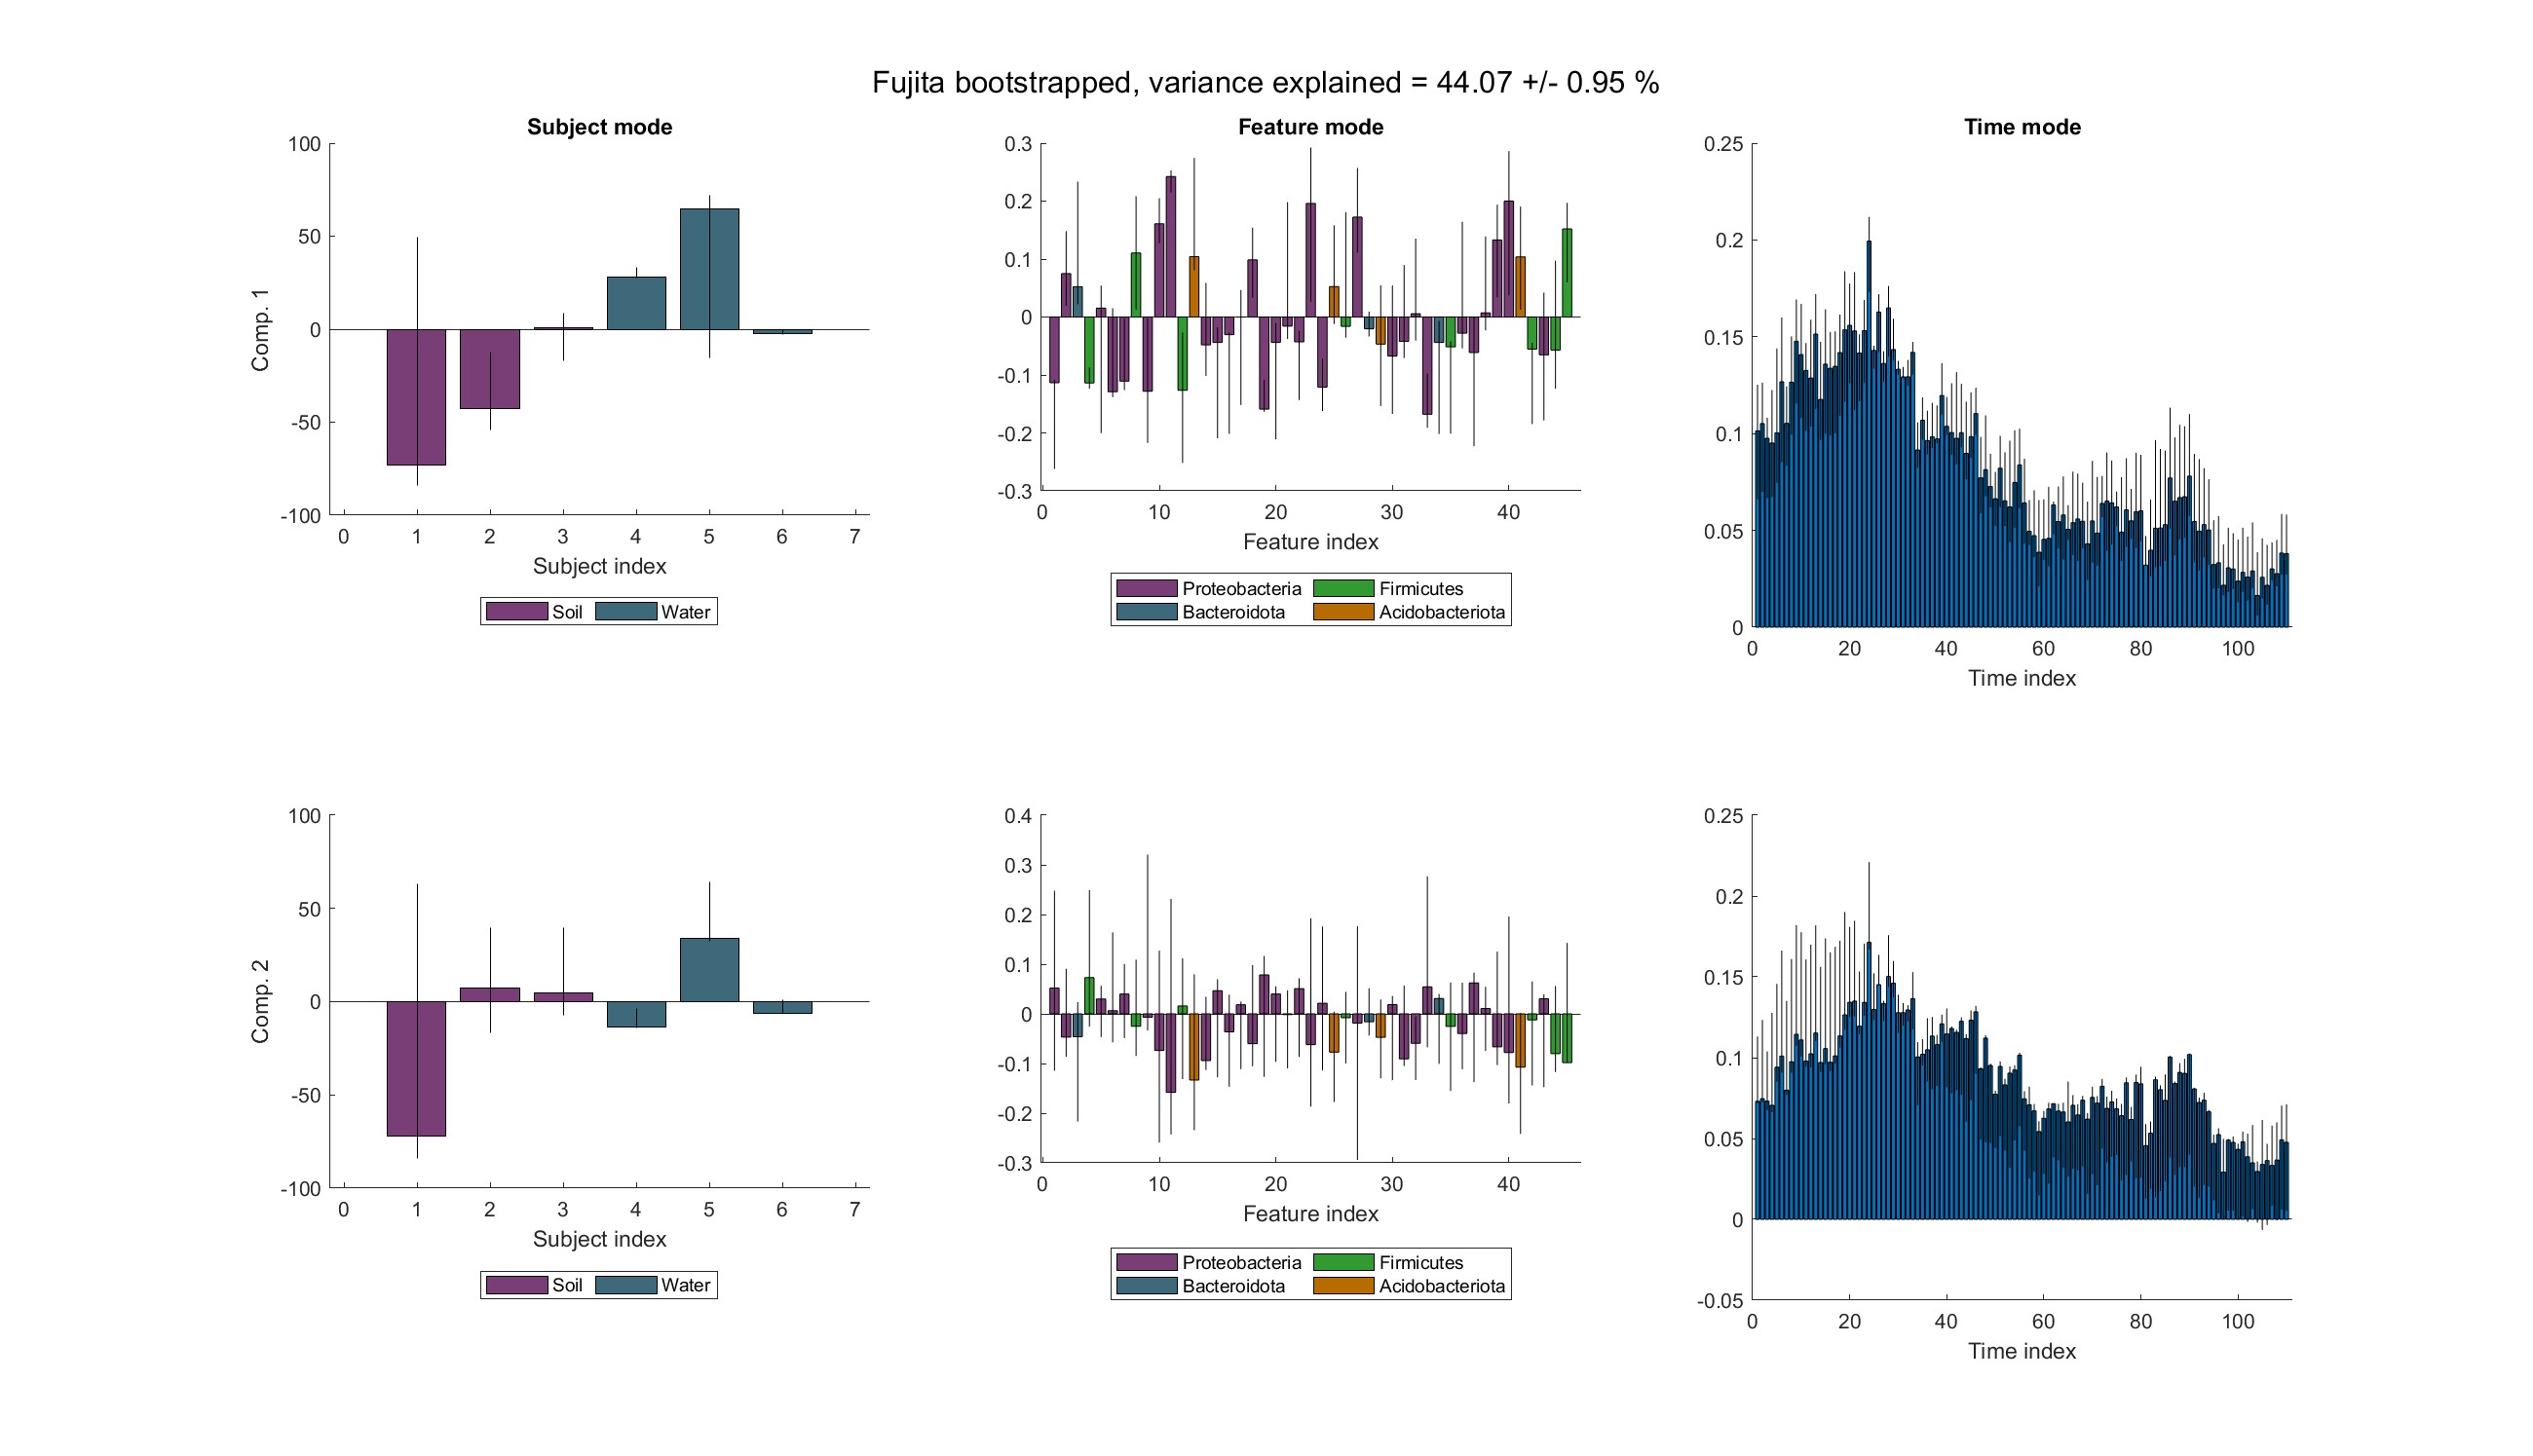 Fujita bootstrapped, variance explained = 44.07 +/- 0.95 %
Subject mode
100
50
0
-50
-100
Comp. 1
0 1 2 3 4 5 6 7
Subject index
Soil Water
Feature mode
0.3
0.2
0.1
0
-0.1
-0.2
-0.3
0 10 20 30 40
Feature index
Proteobacteria Firmicutes
Bacteroidota Acidobacteriota
Time mode
0.25
0.2
0.15
0.1
0.05
0
0 20 40 60 80 100
Time index
100
50
0
-50
-100
Comp. 2
0 1 2 3 4 5 6 7
Subject index
Soil Water
0.4
0.3
0.2
0.1
0
-0.1
-0.2
-0.3
0 10 20 30 40
Feature index
Proteobacteria Firmicutes
Bacteroidota Acidobacteriota
0.25
0.2
0.15
0.1
0.05
0
-0.05
0 20 40 60 80 100
Time index